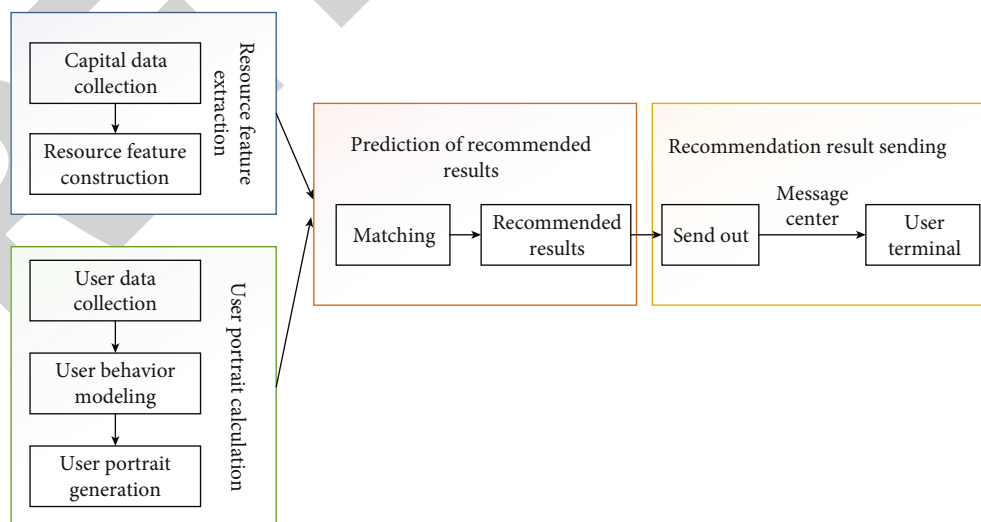 Capital data
collection
Resource feature
construction
Resource feature
extraction
User data
collection
User behavior
modeling
User portrait
generation
User portrait calculation
Prediction of recommended
results
Matching
Recommended
results
Recommendation result sending
Send out
Message
center
User
terminal